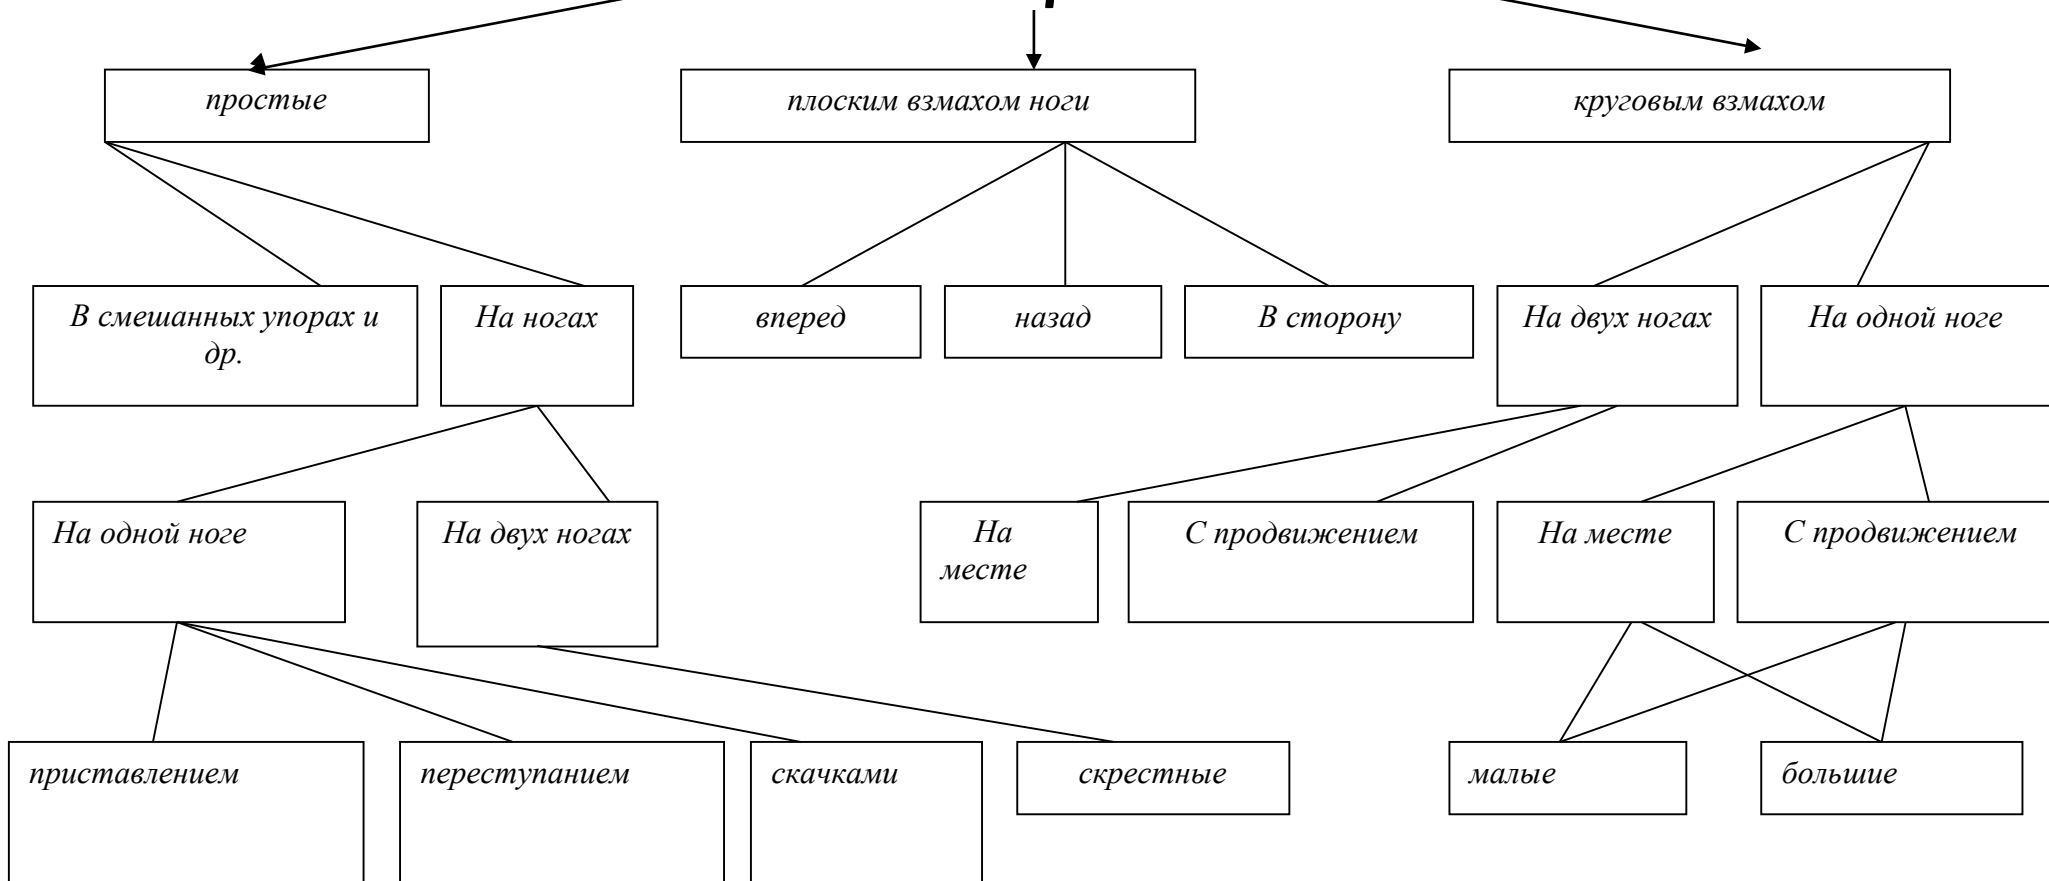 простые
плоским взмахом ноги
круговым взмахом
В смешанных упорах и
др.
На ногах
вперед
назад
В сторону
На двух ногах
На одной ноге
На одной ноге
На двух ногах
На
месте
С продвижением
На месте
С продвижением
приставлением
переступанием
скачками
скрестные
малые
большие